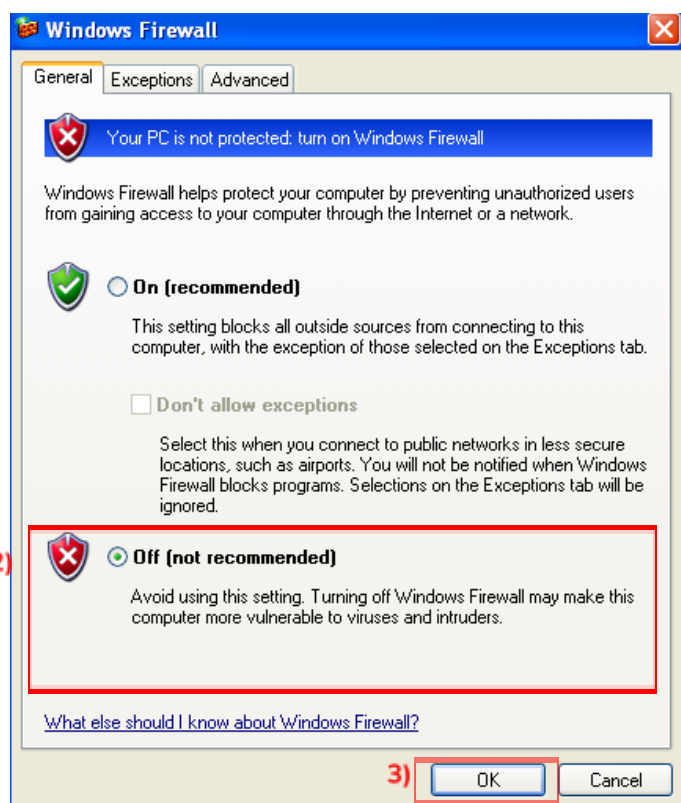 Windows Firewall
General Exceptions Advanced
Your PC is not protected: turn on Windows Firewall
Windows Firewall helps protect your computer by preventing unauthorized users
from gaining access to your computer through the Internet or a network.
On (recommended)
This setting blocks all outside sources from connecting to this
computer, with the exception of those selected on the Exceptions tab.
Don't allow exceptions
Select this when you connect to public networks in less secure
locations, such as airports. You will not be notified when Windows
Firewall blocks programs. Selections on the Exceptions tab will be
ignored.
2) Off (not recommended)
Avoid using this setting. Turning off Windows Firewall may make this
computer more vulnerable to viruses and intruders.
What else should I know about Windows Firewall?
3) OK Cancel